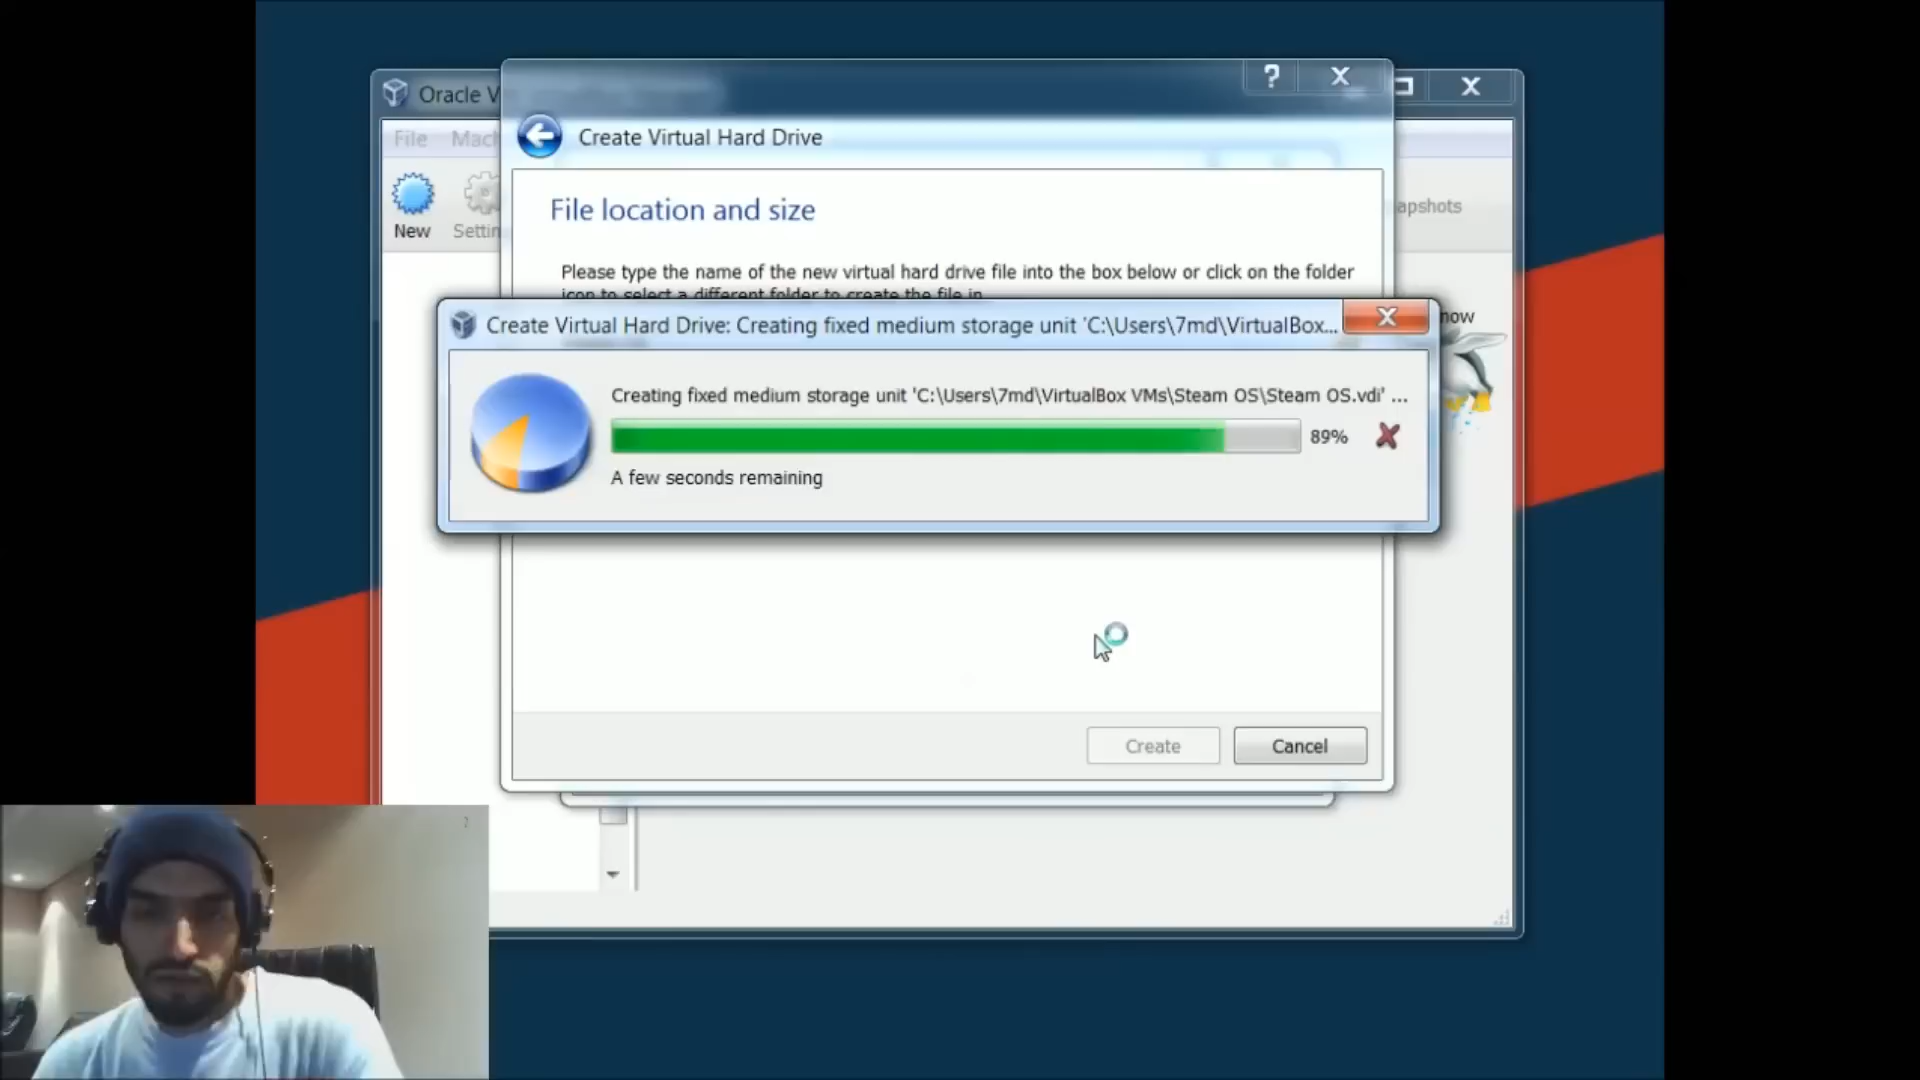 Oracle V
File Mach
New Settin
apshots
now
Create Virtual Hard Drive
File location and size
Please type the name of the new virtual hard drive file into the box below or click on the folder
icon to select a different folder to create the file in.
Create Virtual Hard Drive: Creating fixed medium storage unit 'C:\Users\7md\VirtualBox...
Creating fixed medium storage unit 'C:\Users\7md\VirtualBox VMs\Steam OS\Steam OS.vdi' ...
89%
A few seconds remaining
Create Cancel